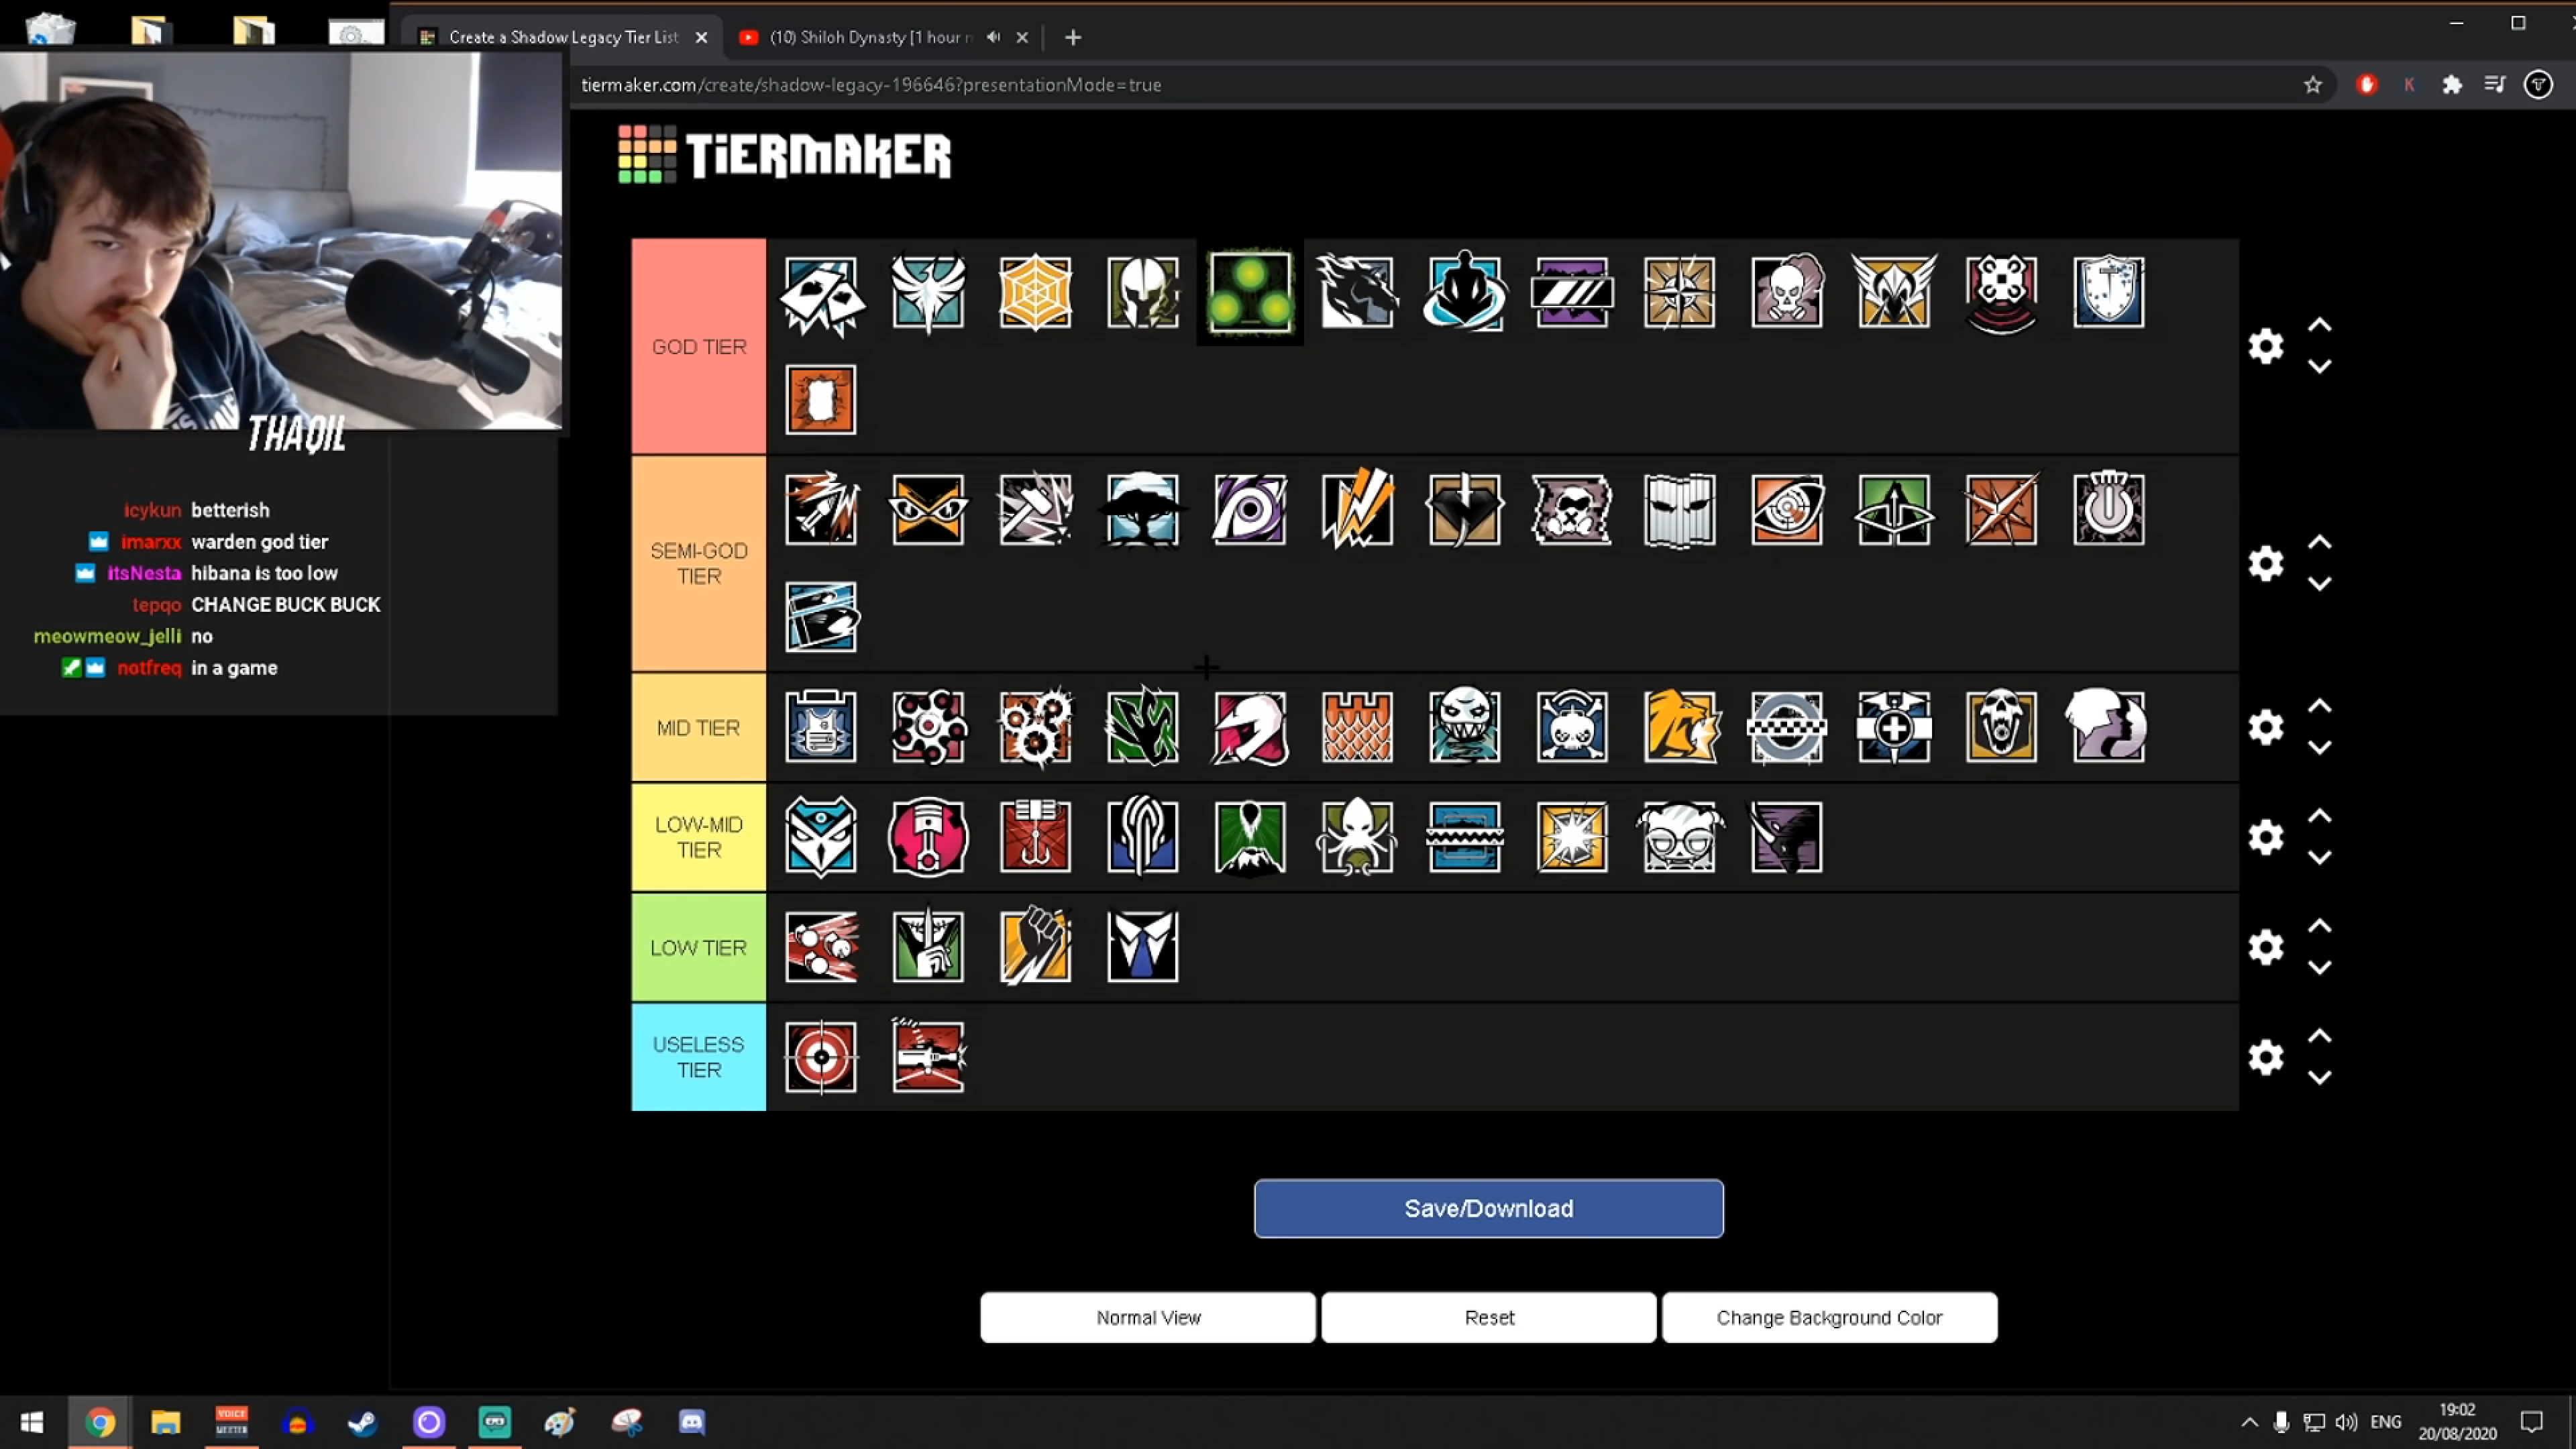 Create a Shadow Legacy Tier List
(10) Shiloh Dynasty [1 hour
tiermaker.com/create/shadow-legacy-196646?presentationMode=true
K
T
TiERMAKER
THAQIL
icykun betterish
imarxx warden god tier
itsNesta hibana is too low
tepqo CHANGE BUCK BUCK
meowmeow_jelli no
notfreq in a game
GOD TIER
SEMI-GOD
TIER
MID TIER
LOW-MID
TIER
LOW TIER
USELESS
TIER
Save/Download
Normal View
Reset
Change Background Color
VOICE
MEETER
ENG
19:02
20/08/2020